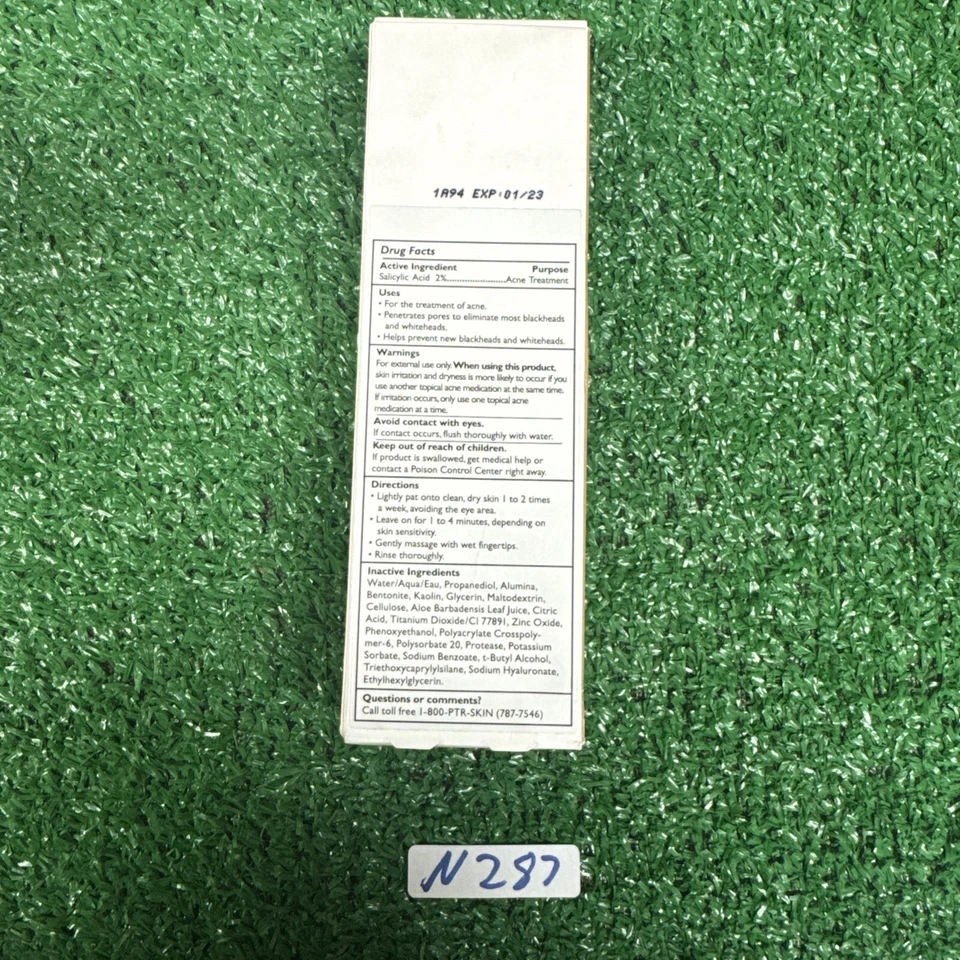 1A94 EXP:01/23
Drug Facts
Active Ingredient Purpose
Salicylic Acid 2%........................Acne Treatment
Uses
• For the treatment of acne.
• Penetrates pores to eliminate most blackheads
and whiteheads.
• Helps prevent new blackheads and whiteheads.
Warnings
For external use only. When using this product,
skin irritation and dryness is more likely to occur if you
use another topical acne medication at the same time.
If irritation occurs, only use one topical acne
medication at a time.
Avoid contact with eyes.
If contact occurs, flush thoroughly with water.
Keep out of reach of children.
If product is swallowed, get medical help or
contact a Poison Control Center right away.
Directions
• Lightly pat onto clean, dry skin 1 to 2 times
a week, avoiding the eye area.
• Leave on for 1 to 4 minutes, depending on
skin sensitivity.
• Gently massage with wet fingertips.
• Rinse thoroughly.
Inactive Ingredients
Water/Aqua/Eau, Propanediol, Alumina,
Bentonite, Kaolin, Glycerin, Maltodextrin,
Cellulose, Aloe Barbadensis Leaf Juice, Citric
Acid, Titanium Dioxide/CI 77891, Zinc Oxide,
Phenoxyethanol, Polyacrylate Crosspoly-
mer-6, Polysorbate 20, Protease, Potassium
Sorbate, Sodium Benzoate, t-Butyl Alcohol,
Triethoxycaprylylsilane, Sodium Hyaluronate,
Ethylhexylglycerin.
Questions or comments?
Call toll free 1-800-PTR-SKIN (787-7546)
N 287